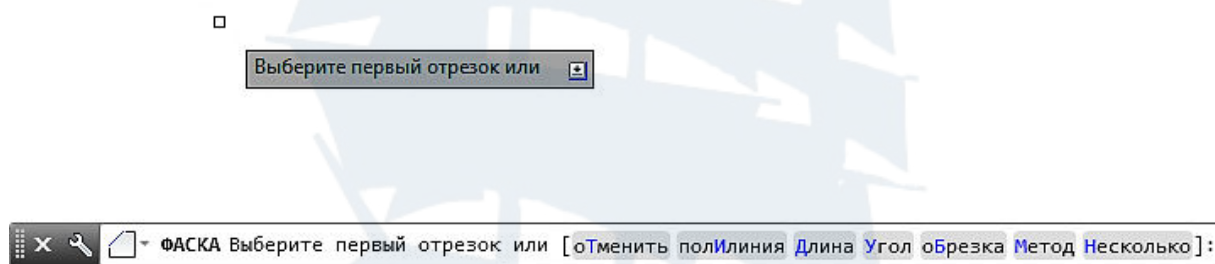 Выберите первый отрезок или
ФАСКА Выберите первый отрезок или [оТменить полИлиния Длина Угол оБрезка Метод Несколько]: